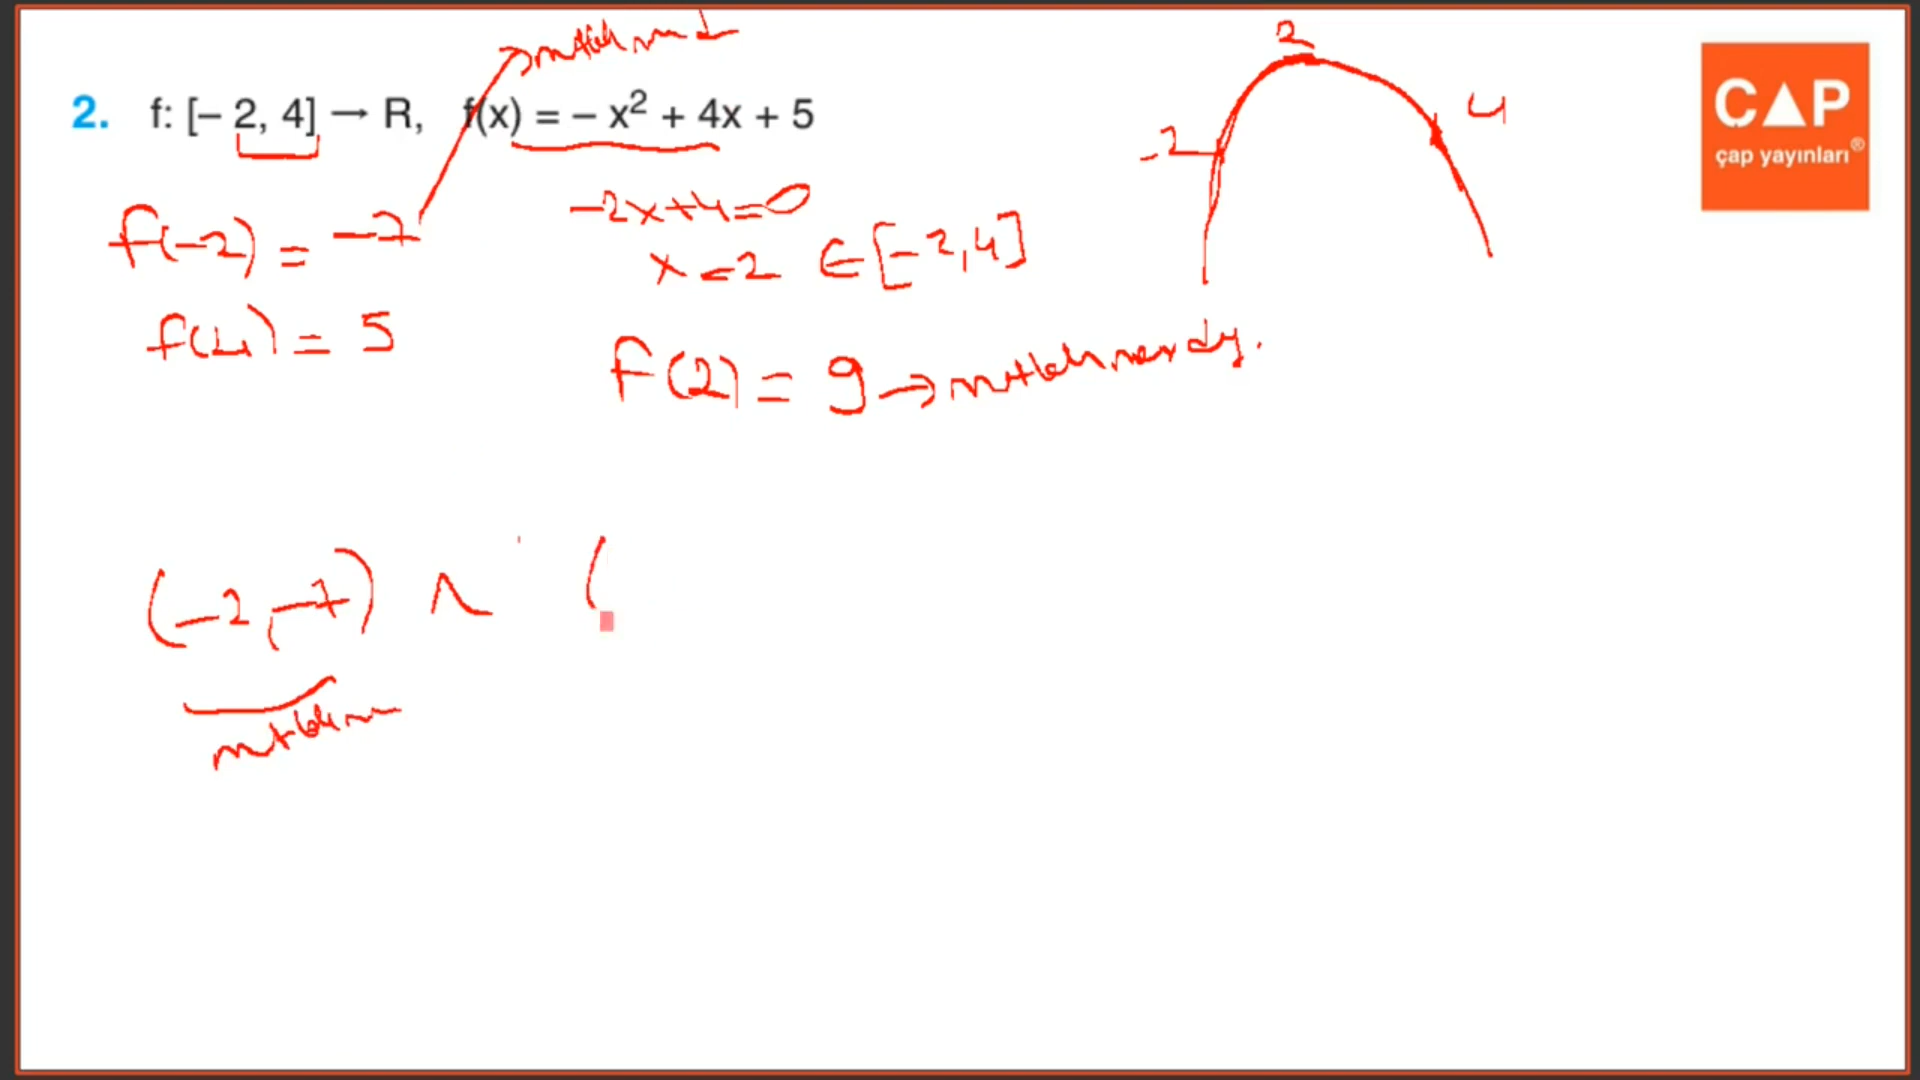 2
2. f: [– 2, 4] → R, f(x) = – x² + 4x + 5
-2
4
CAP
çap yayınları®
f(-2) = -7
-2x+4=0
x=2 ∈ [-2,4]
f(4) = 5
f(2) = 9 →
(-2,-7) ∧ (